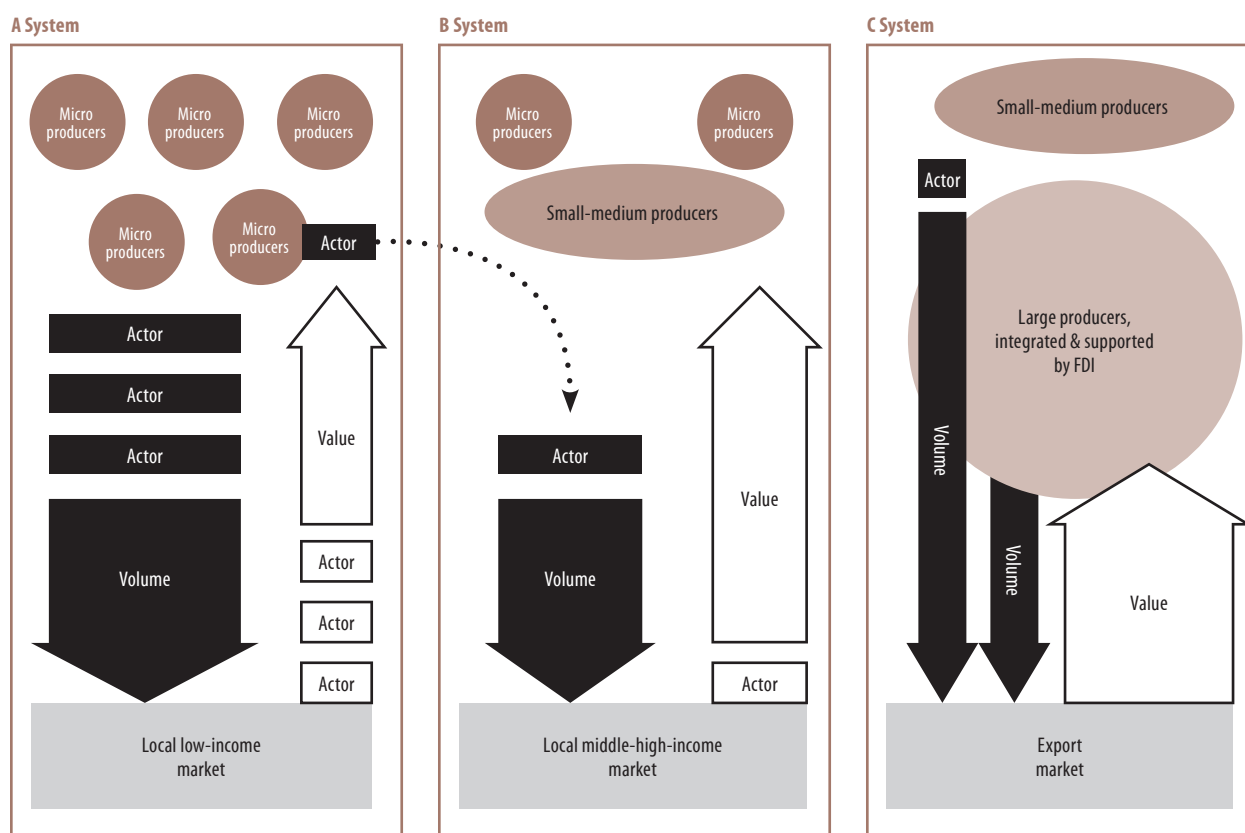 A System
Micro
producers
Micro
producers
Micro
producers
Micro
producers
Micro
producers
Actor
Actor
Actor
Actor
Volume
Value
Actor
Actor
Actor
Local low-income
market
B System
Micro
producers
Micro
producers
Small-medium producers
Actor
Volume
Value
Actor
Local middle-high-income
market
C System
Small-medium producers
Actor
Large producers,
integrated & supported
by FDI
Volume
Volume
Value
Export
market